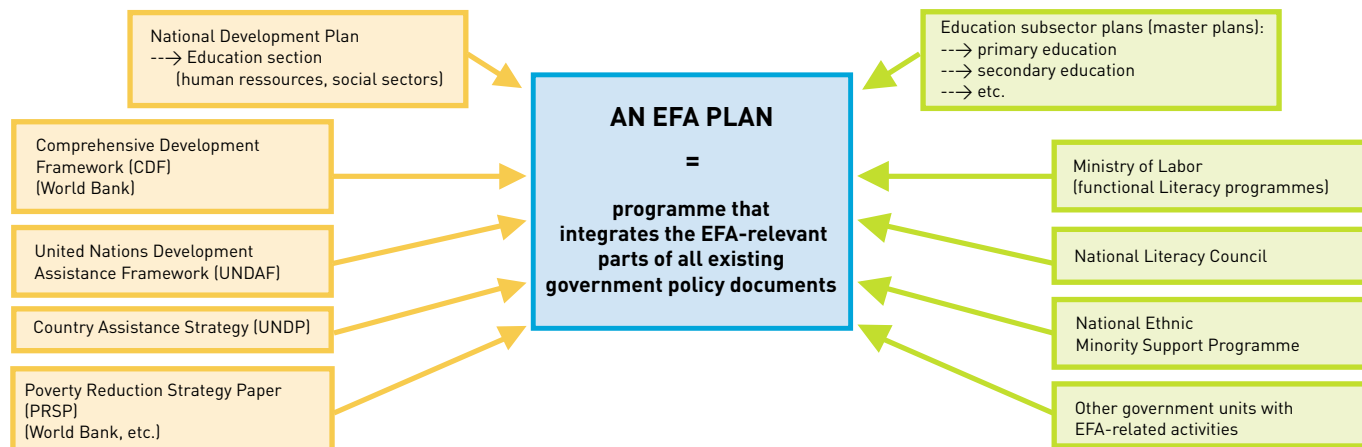 National Development Plan
---> Education section
(human ressources, social sectors)
Comprehensive Development
Framework (CDF)
(World Bank)
United Nations Development
Assistance Framework (UNDAF)
Country Assistance Strategy (UNDP)
Poverty Reduction Strategy Paper
(PRSP)
(World Bank, etc.)
AN EFA PLAN
=
programme that
integrates the EFA-relevant
parts of all existing
government policy documents
Education subsector plans (master plans):
---> primary education
---> secondary education
---> etc.
Ministry of Labor
(functional Literacy programmes)
National Literacy Council
National Ethnic
Minority Support Programme
Other government units with
EFA-related activities